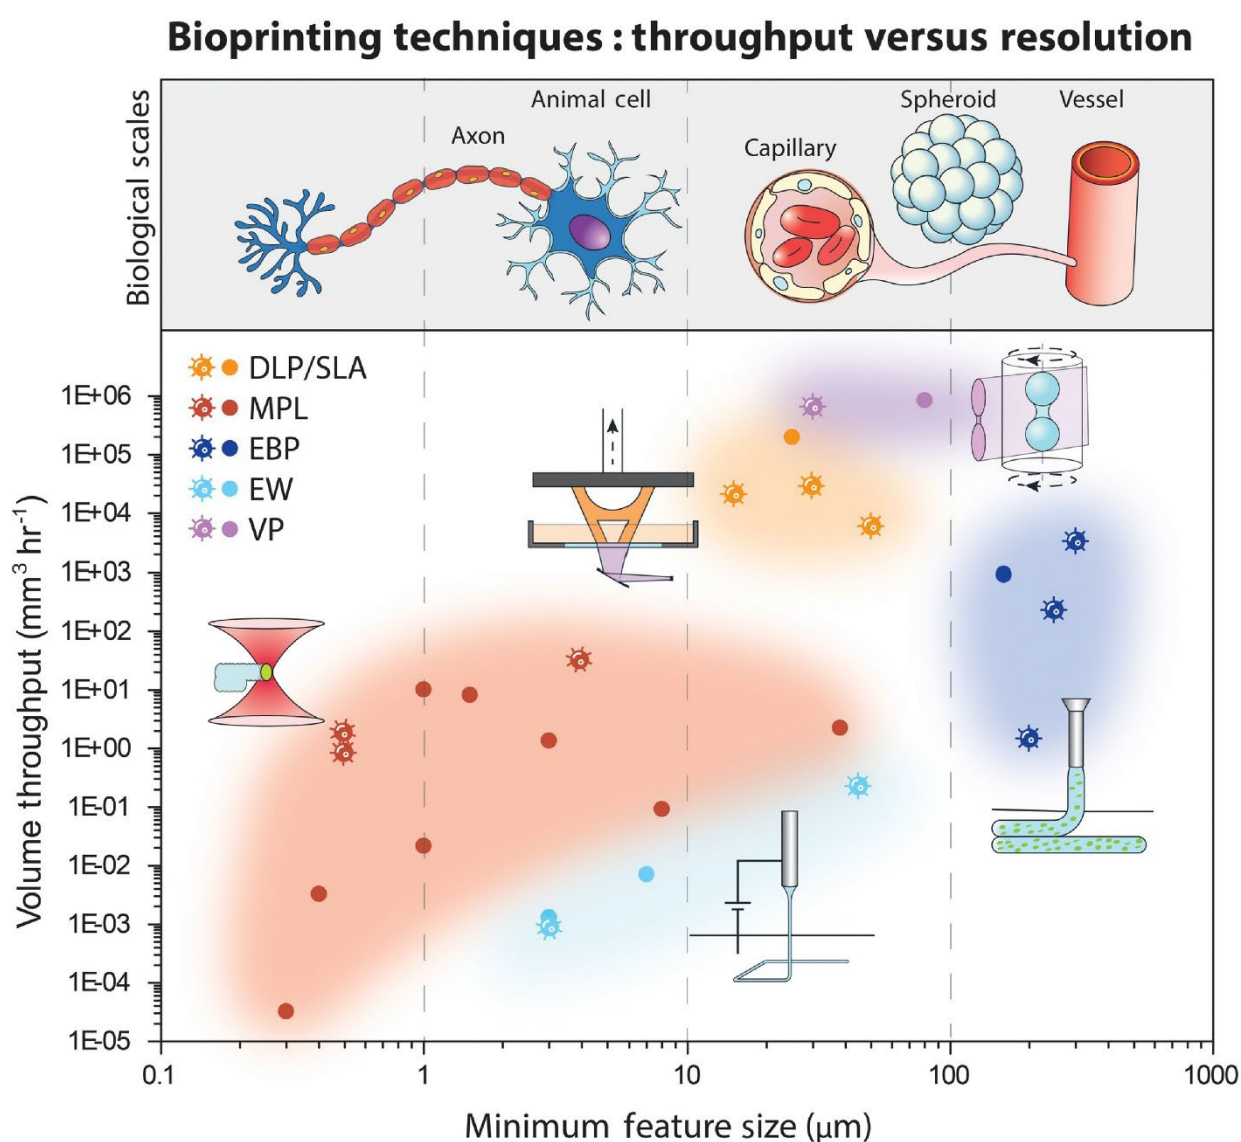 Bioprinting techniques : throughput versus resolution
Biological scales
Animal cell
Spheroid
Vessel
Axon
Capillary
DLP/SLA
MPL
EBP
EW
VP
Volume throughput (mm³ hr⁻¹)
1E+06
1E+05
1E+04
1E+03
1E+02
1E+01
1E+00
1E-01
1E-02
1E-03
1E-04
1E-05
0.1
1
10
100
1000
Minimum feature size (µm)